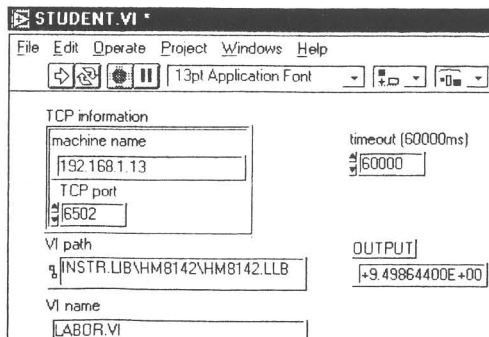 STUDENT.VI *
File Edit Operate Project Windows Help
13pt Application Font
TCP information
machine name
192.168.1.13
TCP port
6502
timeout (60000ms)
60000
VI path
INSTR.LIB\HM8142\HM8142.LLB
OUTPUT
+9.49864400E+00
VI name
LABOR.VI